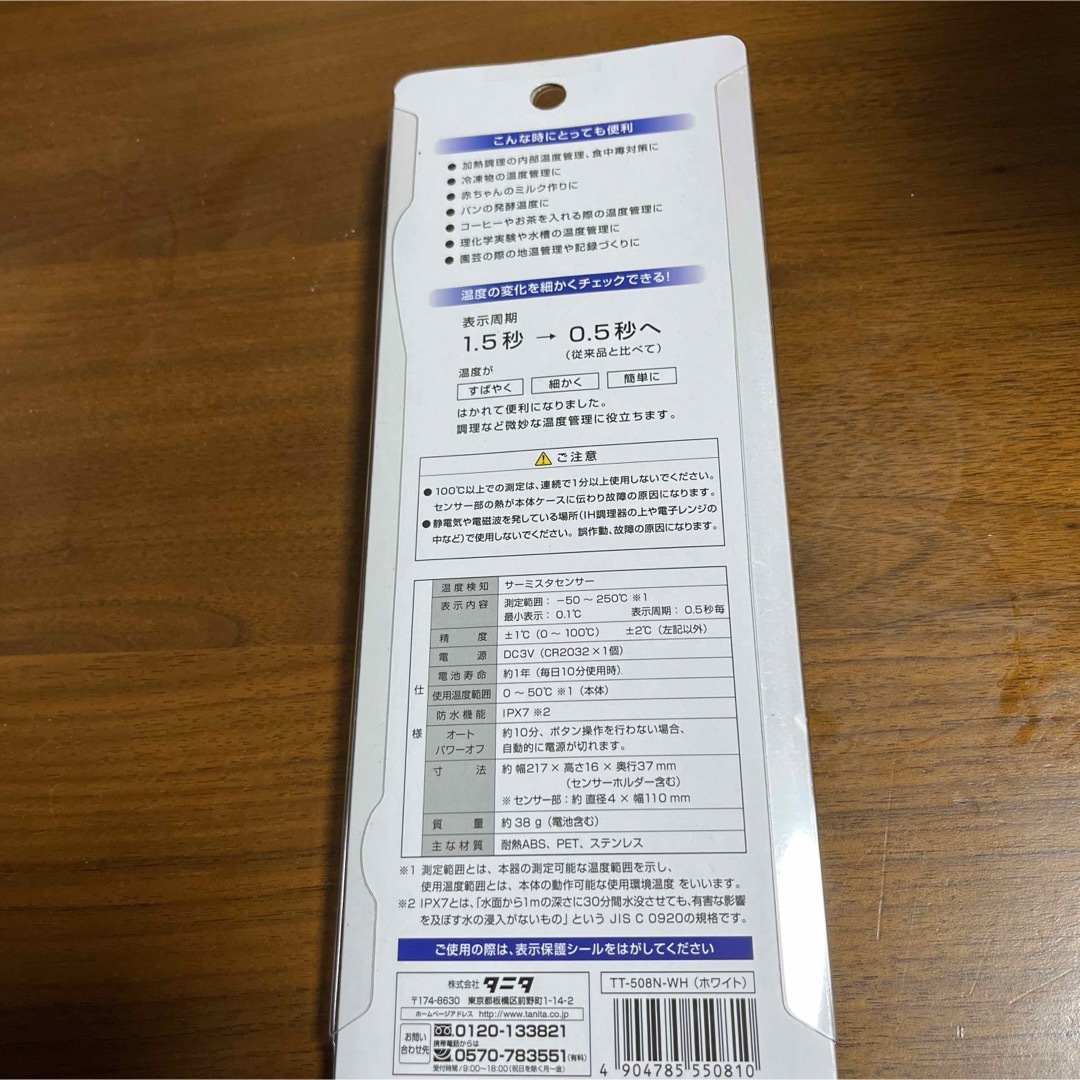 こんな時にとっても便利
● 加熱調理の内部温度管理、食中毒対策に
● 冷凍物の温度管理に
● 赤ちゃんのミルク作りに
● パンの発酵温度に
● コーヒーやお茶を入れる際の温度管理に
● 理化学実験や水槽の温度管理に
● 園芸の際の地温管理や記録づくりに
温度の変化を細かくチェックできる!
表示周期
1.5秒 → 0.5秒へ
(従来品と比べて)
温度が
すばやく 細かく 簡単に
はかれて便利になりました。
調理など微妙な温度管理に役立ちます。
ご注意
● 100℃以上での測定は、連続で1分以上使用しないでください。
センサー部の熱が本体ケースに伝わり故障の原因になります。
● 静電気や電磁波を発している場所(IH調理器の上や電子レンジの
中など)で使用しないでください。誤作動、故障の原因になります。
仕様
温度検知 サーミスタセンサー
表示内容 測定範囲: −50 ～ 250℃ ※1
最小表示: 0.1℃ 表示周期: 0.5秒毎
精度 ±1℃(0 ～ 100℃) ±2℃(左記以外)
電源 DC3V(CR2032×1個)
電池寿命 約1年(毎日10分使用時)
使用温度範囲 0 ～ 50℃ ※1(本体)
防水機能 IPX7 ※2
オート 約10分、ボタン操作を行わない場合、
パワーオフ 自動的に電源が切れます。
寸法 約 幅217 × 高さ16 × 奥行37mm
(センサーホルダー含む)
※ センサー部：約 直径4 × 幅110mm
質量 約38g(電池含む)
主な材質 耐熱ABS、PET、ステンレス
※1 測定範囲とは、本器の測定可能な温度範囲を示し、
使用温度範囲とは、本体の動作可能な使用環境温度 をいいます。
※2 IPX7とは、「水面から1mの深さに30分間水没させても、有害な影響
を及ぼす水の浸入がないもの」という JIS C 0920の規格です。
ご使用の際は、表示保護シールをはがしてください
株式会社 タニタ
〒174-8630 東京都板橋区前野町1-14-2
ホームページアドレス http://www.tanita.co.jp
お問い合わせ先
0120-133821
携帯電話からは
0570-783551(有料)
受付時間/9:00～18:00(祝日を除く月～金)
TT-508N-WH(ホワイト)
4 904785 550810